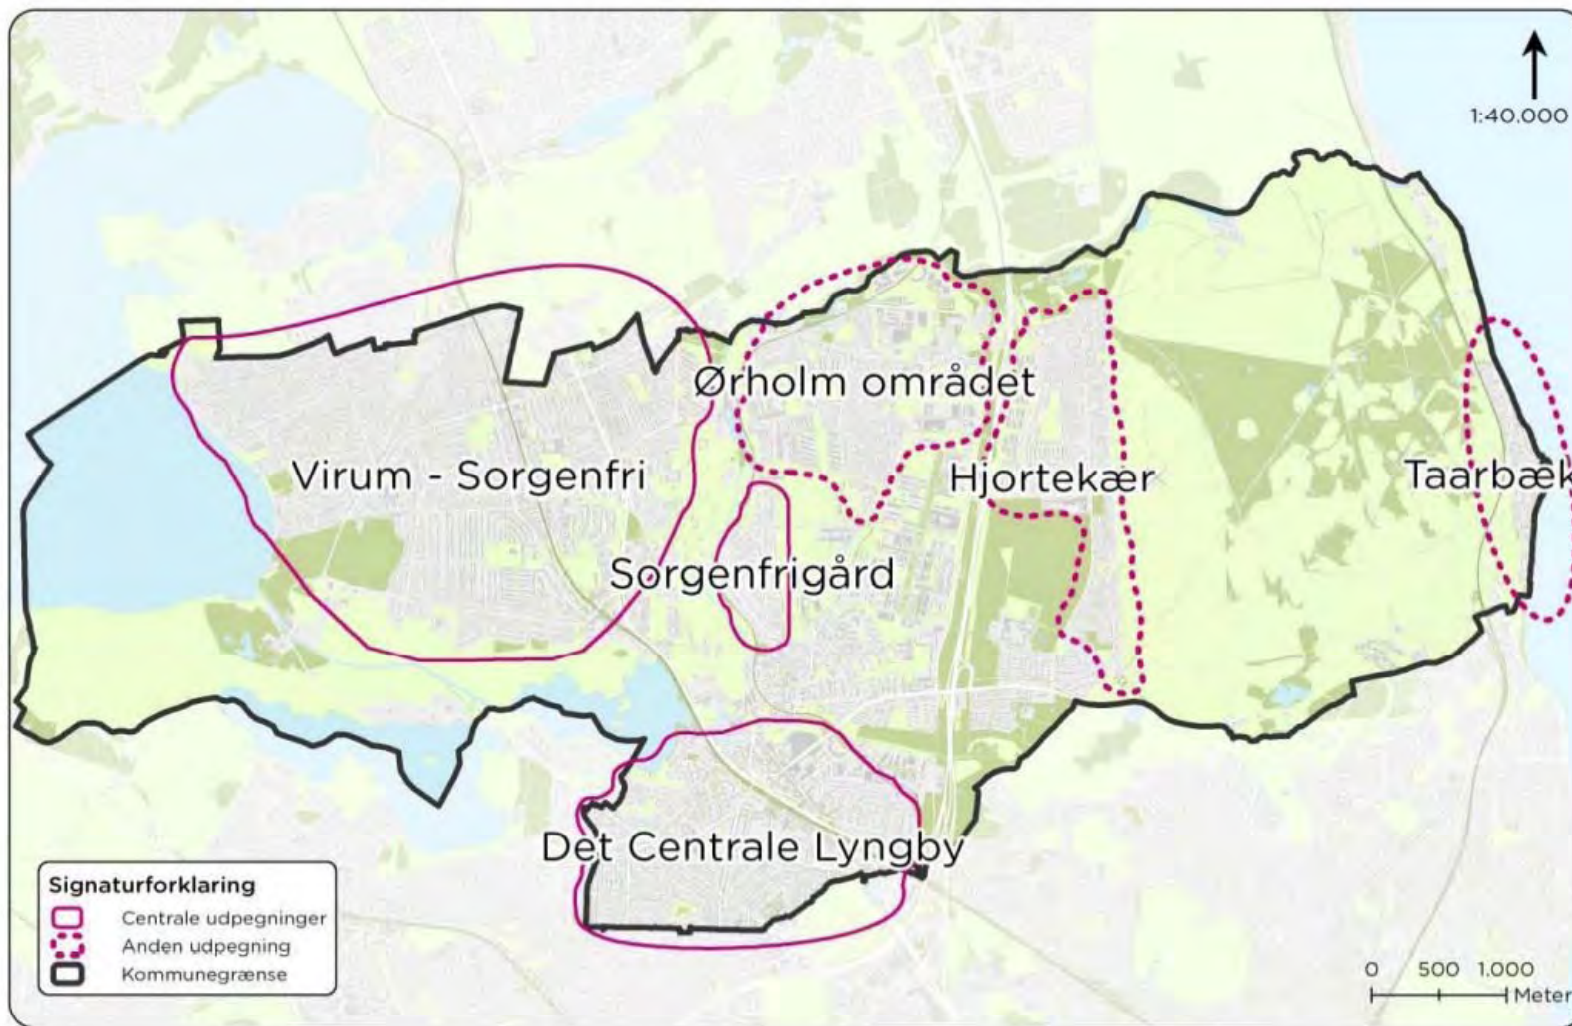 1:40.000
Ørholm området
Virum - Sorgenfri
Hjortekær
Taarbæk
Sorgenfrigård
Det Centrale Lyngby
Signaturforklaring
Centrale udpegninger
Anden udpegning
Kommunegrænse
0 500 1.000
Meter